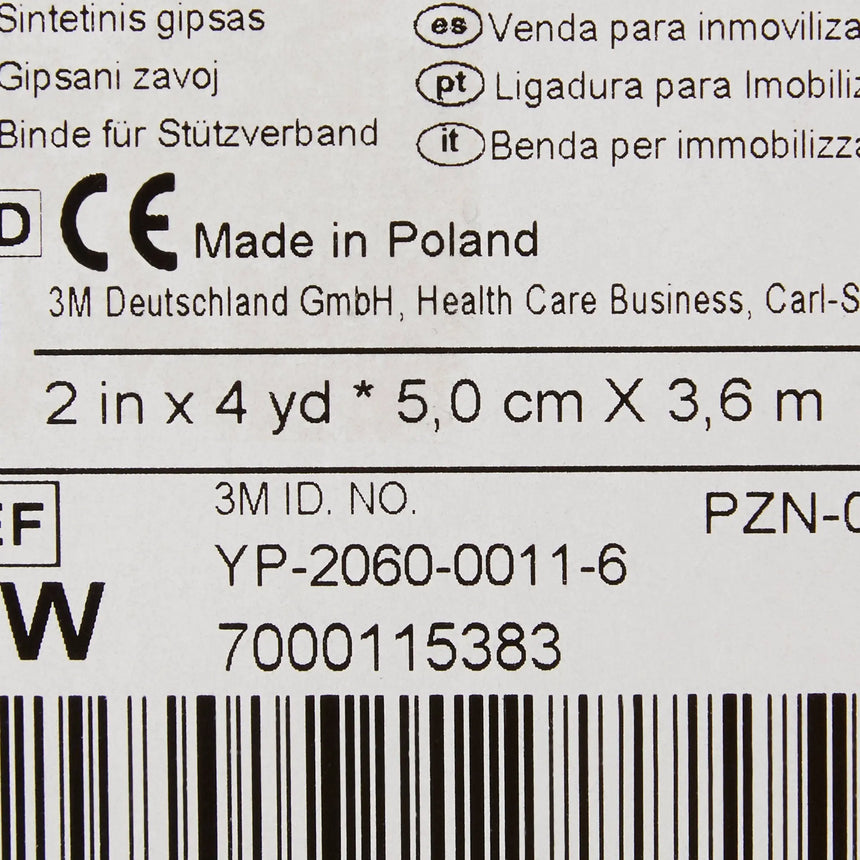 Sintetinis gipsas
es Venda para inmoviliza
Gipsani zavoj
pt Ligadura para Imobiliz
Binde für Stützverband
it Benda per immobilizza
D CE Made in Poland
3M Deutschland GmbH, Health Care Business, Carl-S
2 in x 4 yd * 5,0 cm X 3,6 m
EF
3M ID. NO.
PZN-0
YP-2060-0011-6
W
7000115383